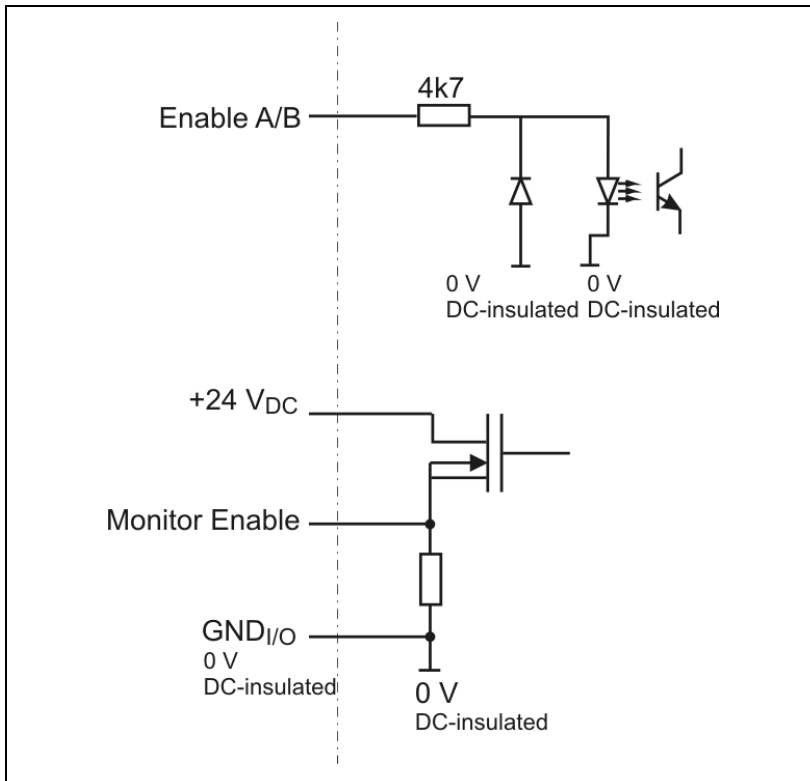 4k7
Enable A/B
0 V
DC-insulated
0 V
DC-insulated
+24 VDC
Monitor Enable
GNDI/O
0 V
DC-insulated
0 V
DC-insulated